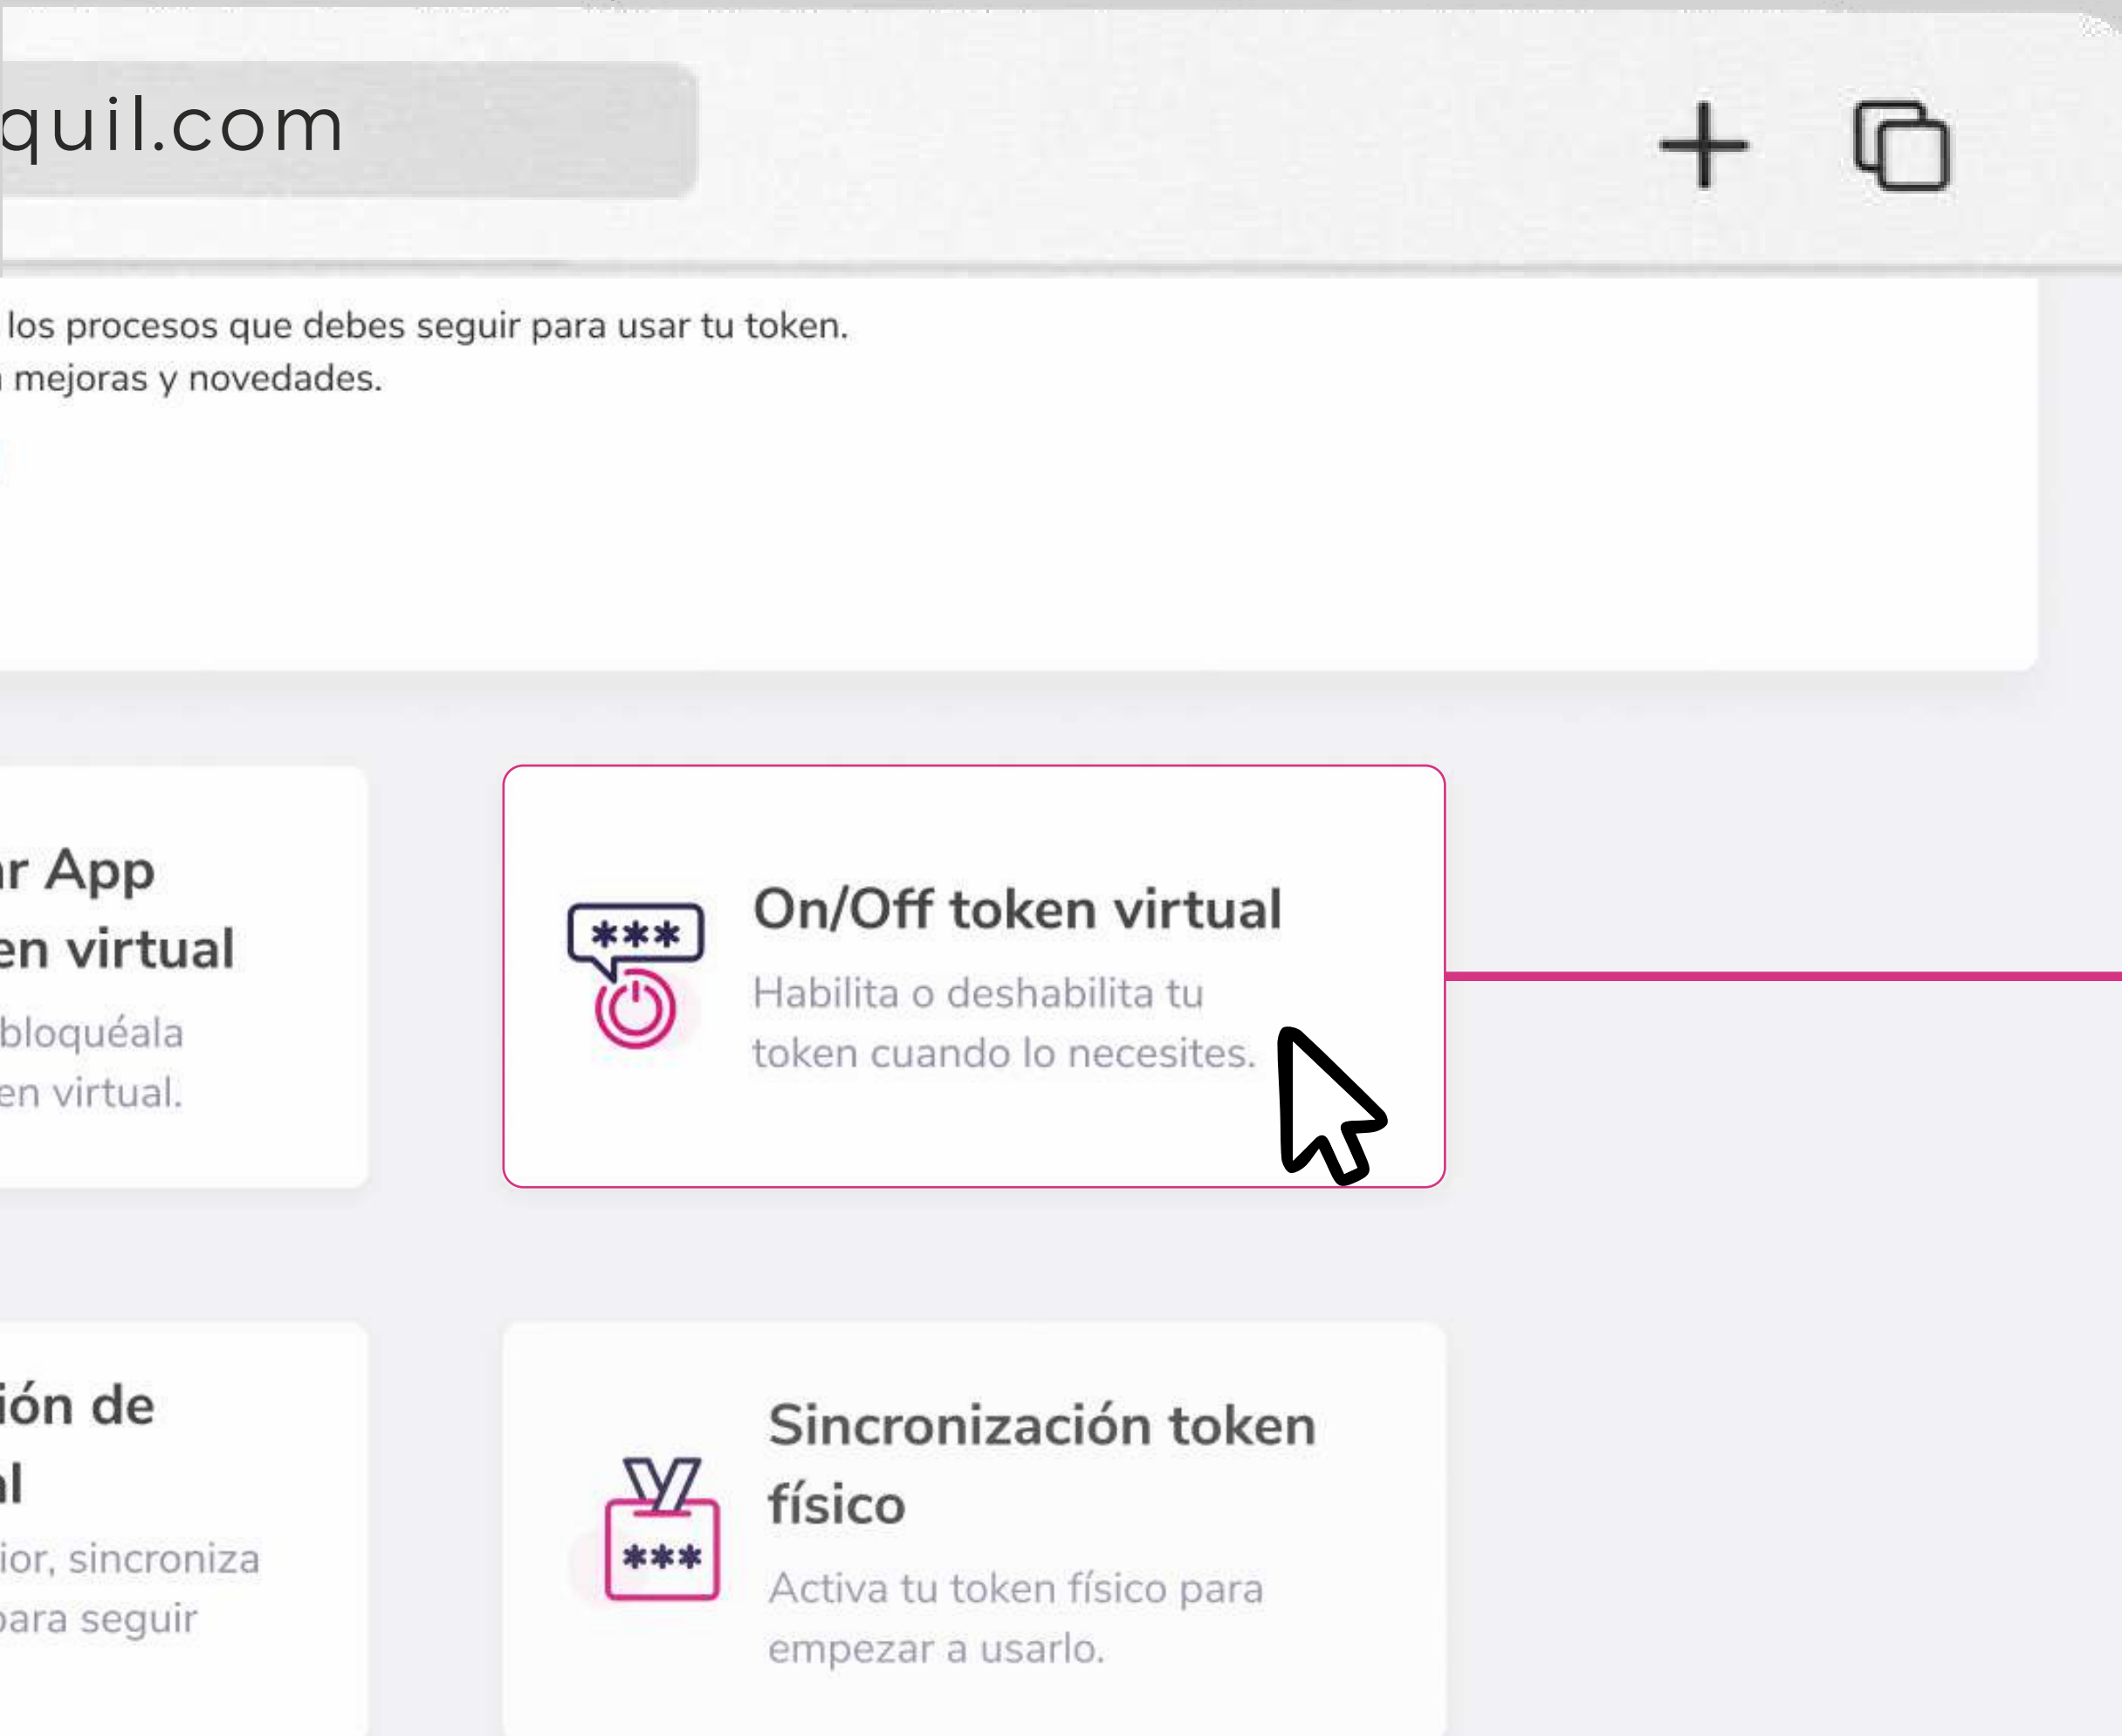 quil.com
los procesos que debes seguir para usar tu token.
mejoras y novedades.
App
virtual
bloquéala
virtual.
***
On/Off token virtual
Habilita o deshabilita tu
token cuando lo necesites.
ión de
al
ior, sincroniza
para seguir
***
Sincronización token
físico
Activa tu token físico para
empezar a usarlo.